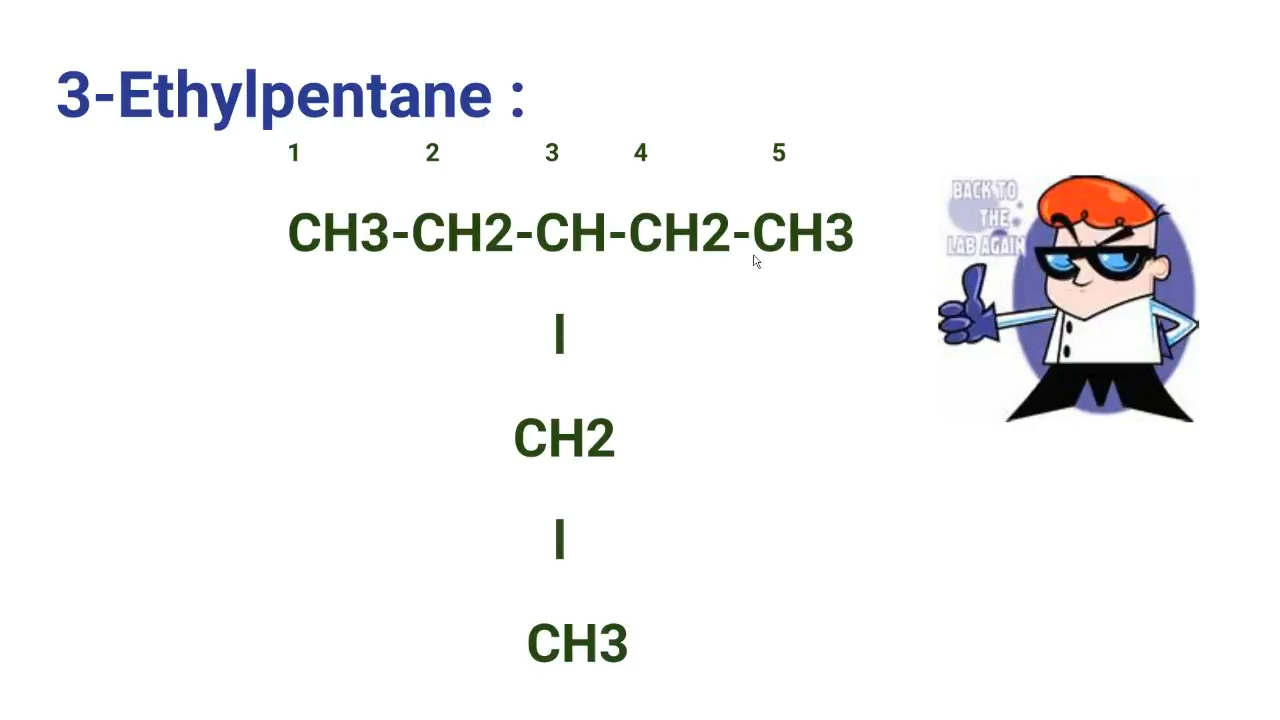 3-Ethylpentane :
1 2 3 4 5
CH3-CH2-CH-CH2-CH3
I
CH2
I
CH3
BACK TO
THE
LAB AGAIN